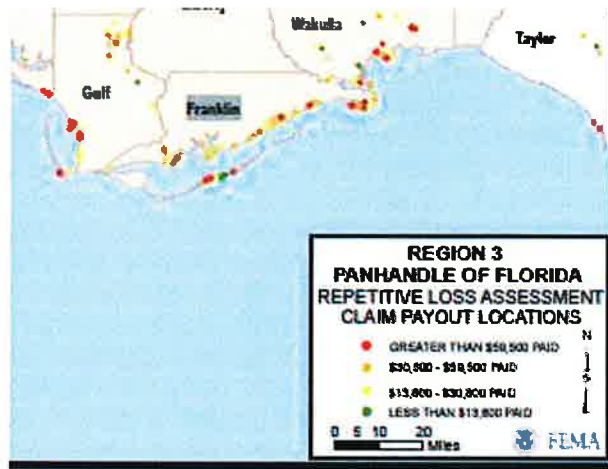 Wakulla
Taylor
Gulf
Franklin
REGION 3
PANHANDLE OF FLORIDA
REPETITIVE LOSS ASSESSMENT
CLAIM PAYOUT LOCATIONS
N
GREATER THAN $59,500 PAID
$30,800 - $59,500 PAID
$13,800 - $30,800 PAID
LESS THAN $13,800 PAID
0 5 10 20
Miles
FEMA